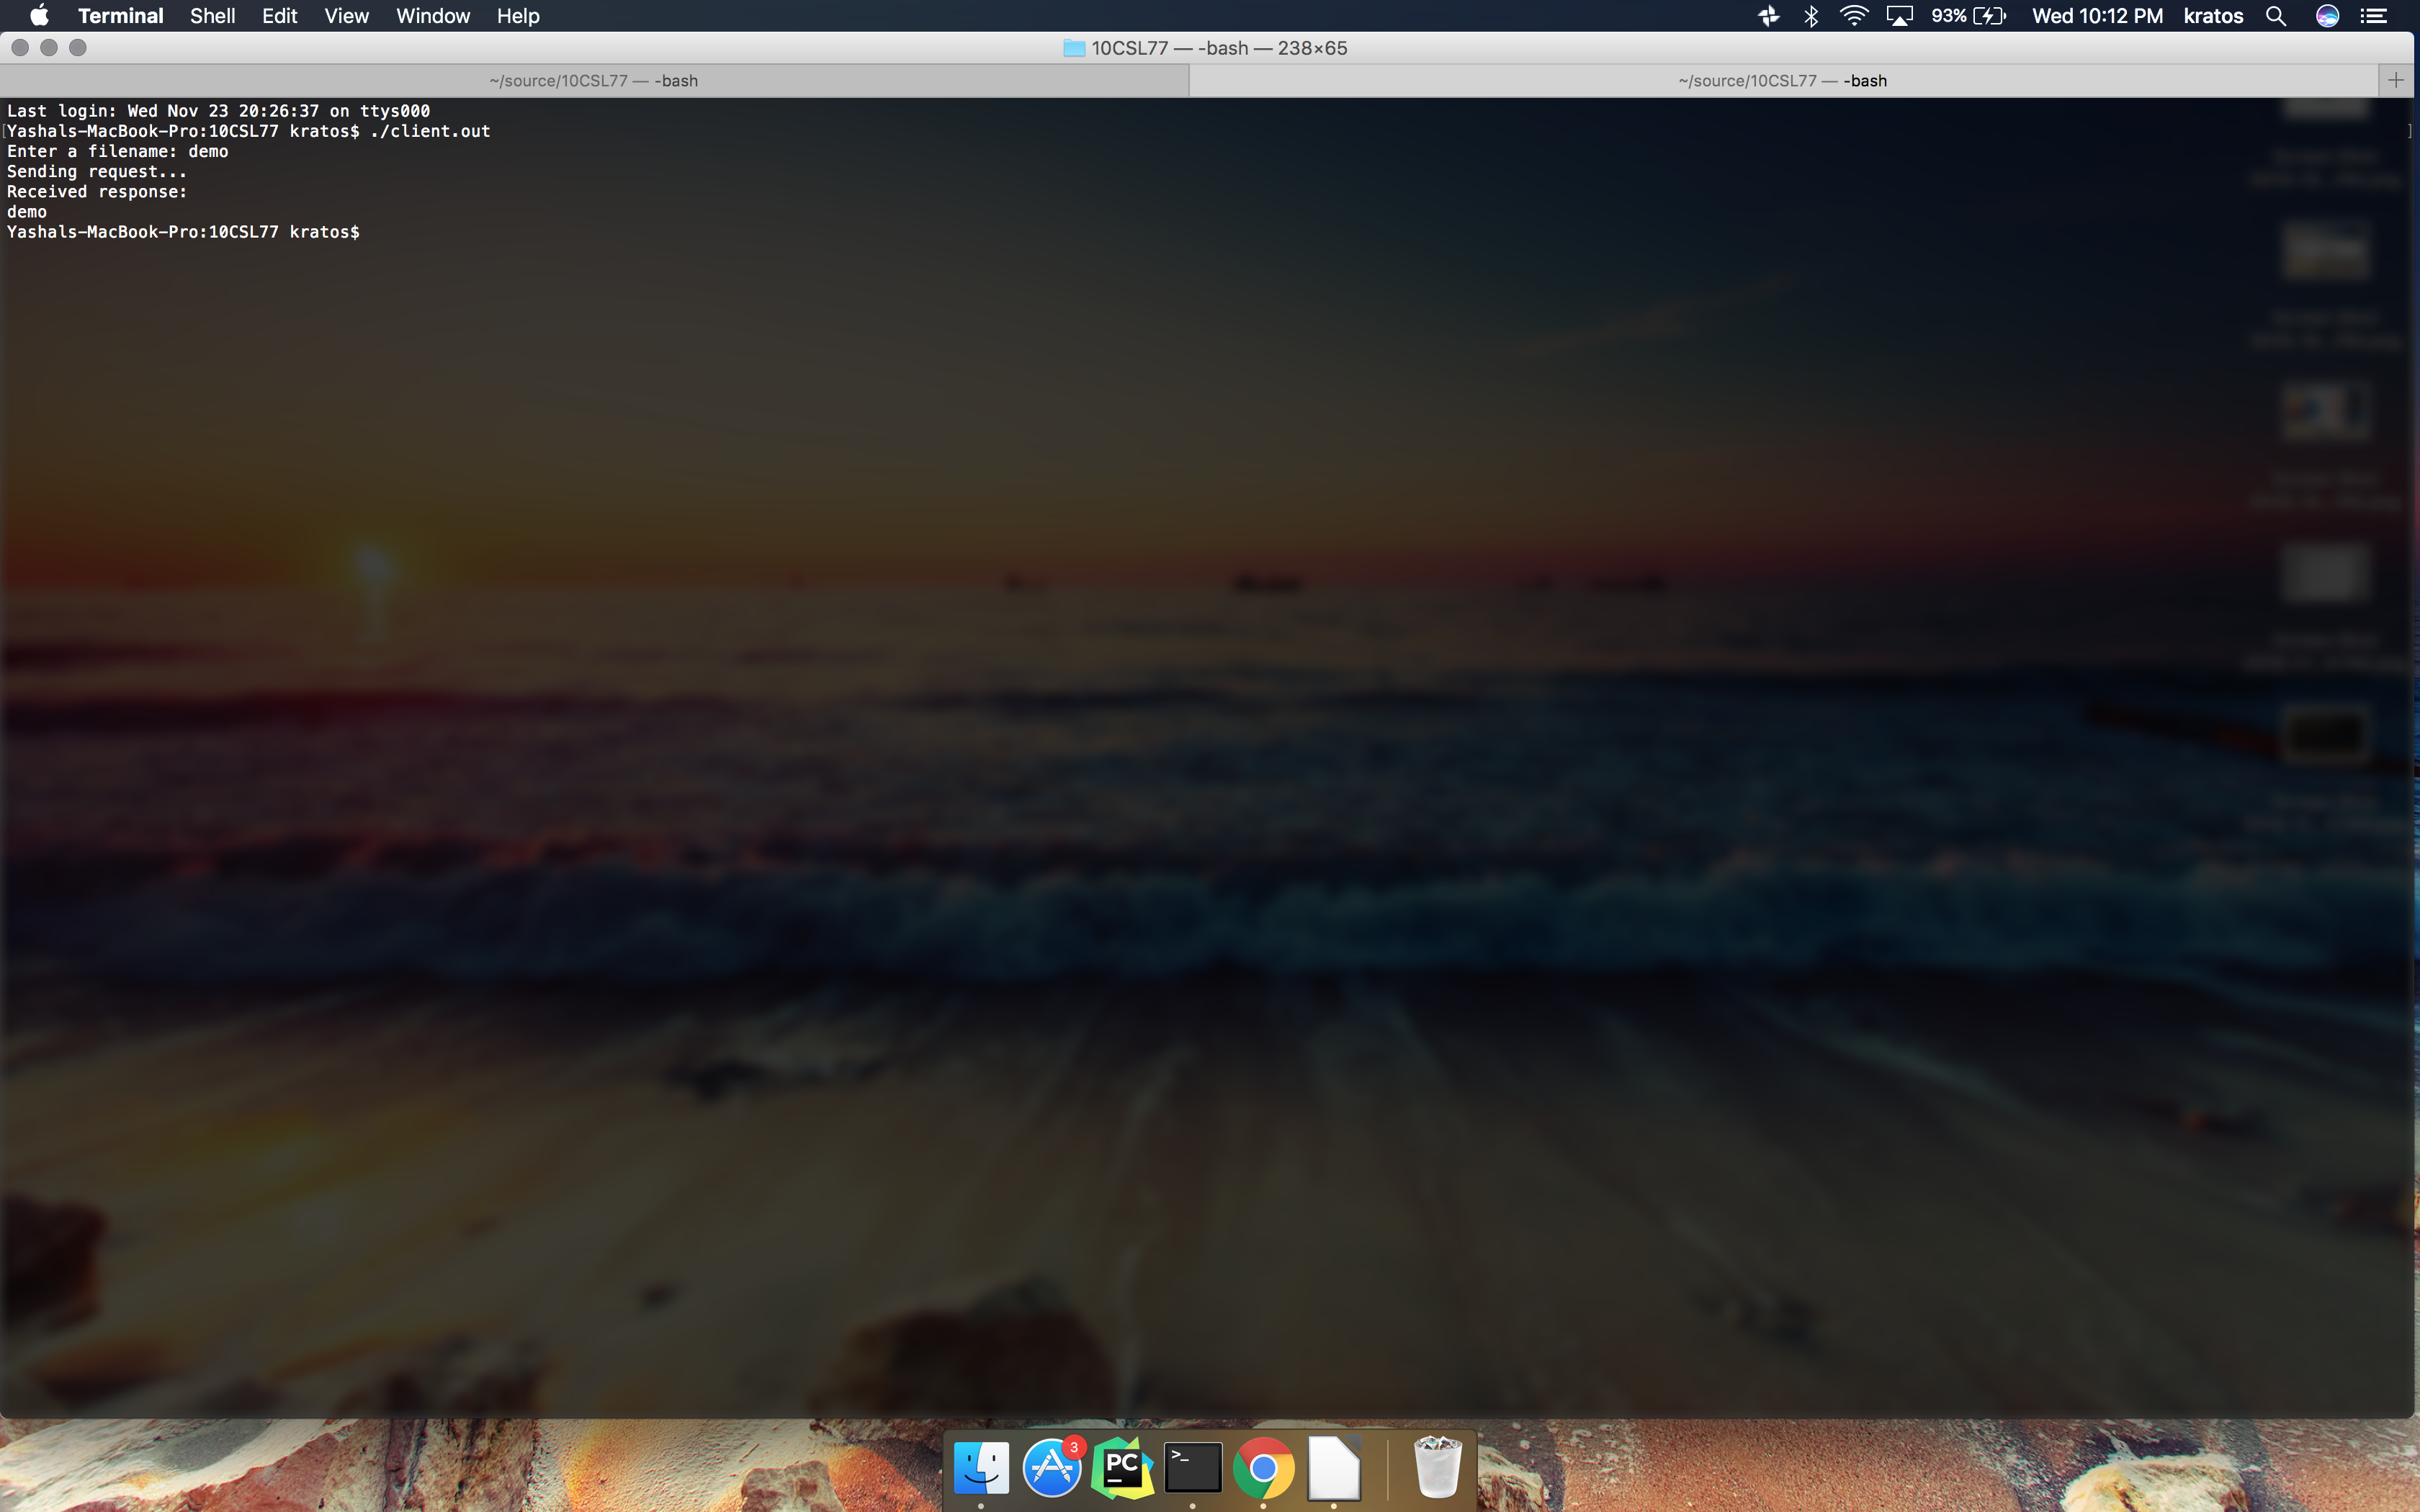 Terminal Shell Edit View Window Help 93% Wed 10:12 PM kratos
10CSL77 — -bash — 238×65
~/source/10CSL77 — -bash ~/source/10CSL77 — -bash
Last login: Wed Nov 23 20:26:37 on ttys000
[Yashals-MacBook-Pro:10CSL77 kratos$ ./client.out ]
Enter a filename: demo
Sending request...
Received response:
demo
Yashals-MacBook-Pro:10CSL77 kratos$
3
PC
>_